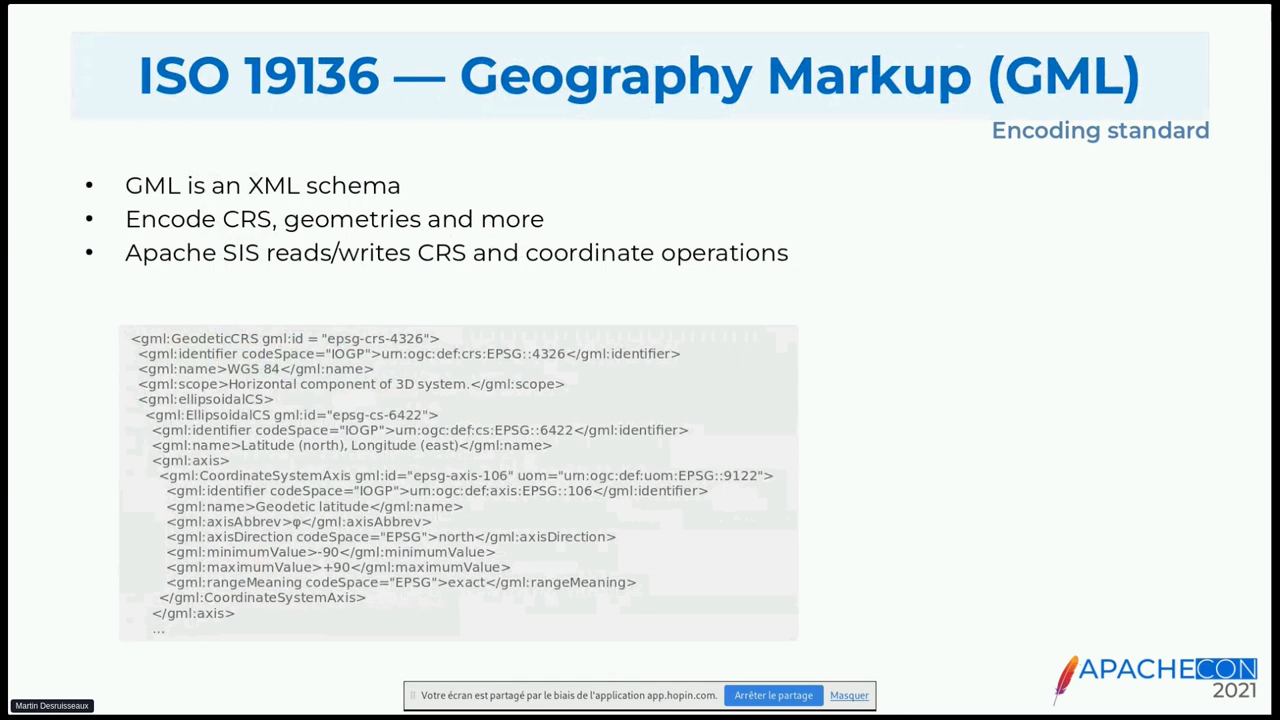 ISO 19136 — Geography Markup (GML)
Encoding standard
• GML is an XML schema
• Encode CRS, geometries and more
• Apache SIS reads/writes CRS and coordinate operations
<gml:GeodeticCRS gml:id = "epsg-crs-4326">
<gml:identifier codeSpace="IOGP">urn:ogc:def:crs:EPSG::4326</gml:identifier>
<gml:name>WGS 84</gml:name>
<gml:scope>Horizontal component of 3D system.</gml:scope>
<gml:ellipsoidalCS>
<gml:EllipsoidalCS gml:id="epsg-cs-6422">
<gml:identifier codeSpace="IOGP">urn:ogc:def:cs:EPSG::6422</gml:identifier>
<gml:name>Latitude (north), Longitude (east)</gml:name>
<gml:axis>
<gml:CoordinateSystemAxis gml:id="epsg-axis-106" uom="urn:ogc:def:uom:EPSG::9122">
<gml:identifier codeSpace="IOGP">urn:ogc:def:axis:EPSG::106</gml:identifier>
<gml:name>Geodetic latitude</gml:name>
<gml:axisAbbrev>φ</gml:axisAbbrev>
<gml:axisDirection codeSpace="EPSG">north</gml:axisDirection>
<gml:minimumValue>-90</gml:minimumValue>
<gml:maximumValue>+90</gml:maximumValue>
<gml:rangeMeaning codeSpace="EPSG">exact</gml:rangeMeaning>
</gml:CoordinateSystemAxis>
</gml:axis>
...
APACHECON
2021
Votre écran est partagé par le biais de l'application app.hopin.com. Arrêter le partage Masquer
Martin Desruisseaux